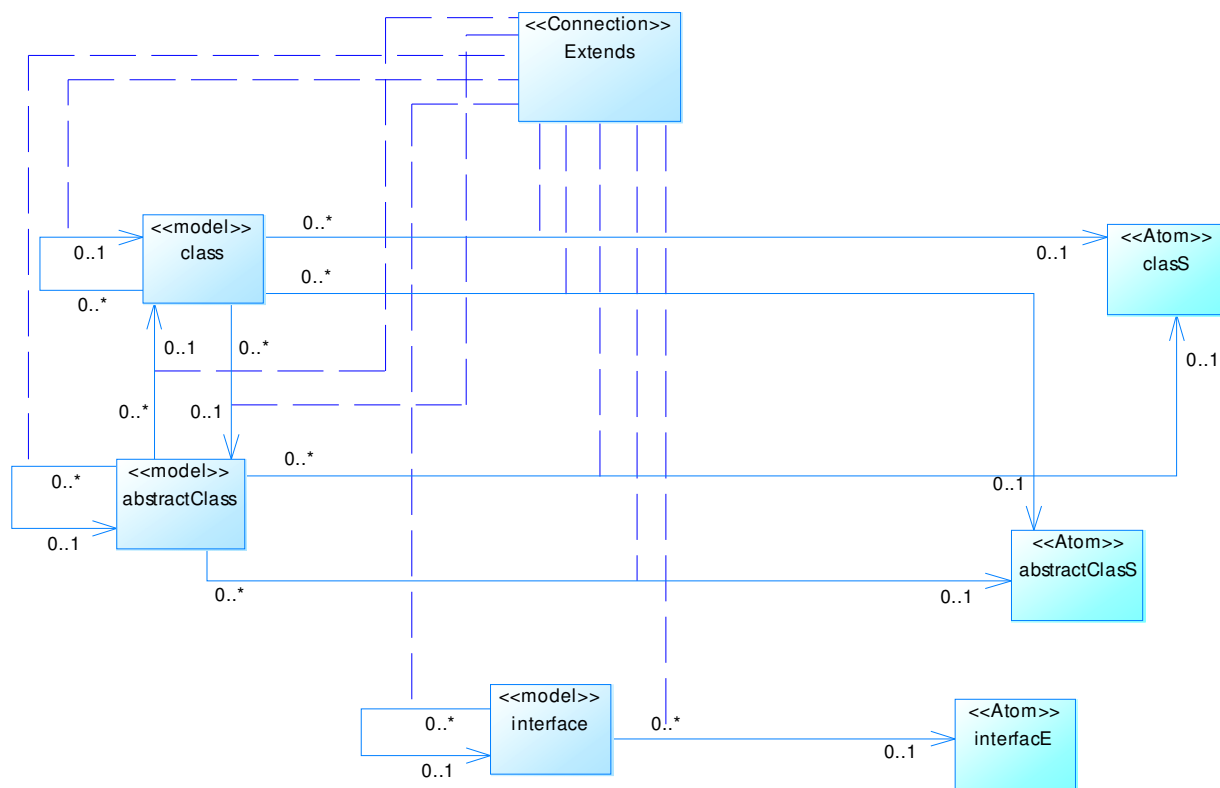 <<Connection>>
Extends
<<model>>
class
0..*
0..1
0..1
<<Atom>>
clasS
0..*
0..*
0..1
0..*
0..1
0..*
0..1
<<model>>
abstractClass
0..*
0..*
0..1
0..1
<<Atom>>
abstractClasS
0..1
0..*
0..1
<<model>>
interface
0..*
0..*
0..1
0..1
<<Atom>>
interfacE